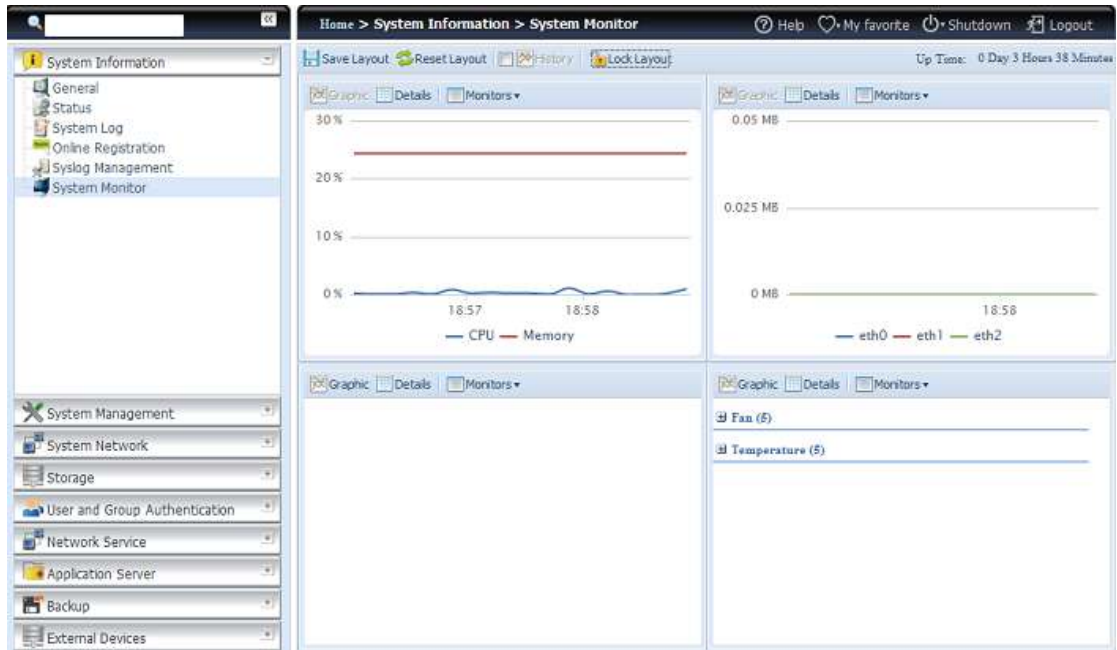 Home > System Information > System Monitor
Help
My favorite
Shutdown
Logout
System Information
General
Status
System Log
Online Registration
Syslog Management
System Monitor
System Management
System Network
Storage
User and Group Authentication
Network Service
Application Server
Backup
External Devices
Save Layout
Reset Layout
History
Lock Layout
Up Time: 0 Day 3 Hours 38 Minutes
Graphic
Details
Monitors
30 %
20 %
10 %
0 %
18:57
18:58
CPU
Memory
Graphic
Details
Monitors
0.05 MB
0.025 MB
0 MB
18:58
eth0
eth1
eth2
Graphic
Details
Monitors
Graphic
Details
Monitors
Fan (5)
Temperature (5)